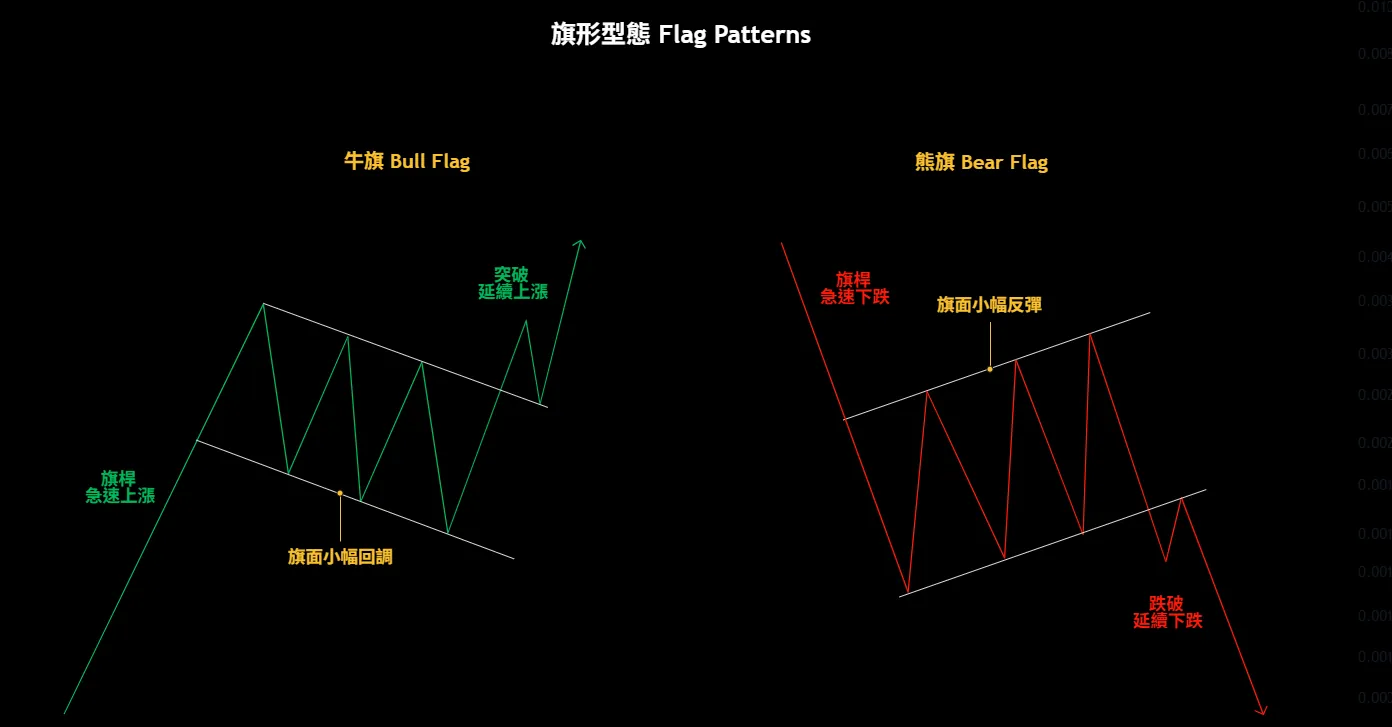 旗形型態 Flag Patterns
牛旗 Bull Flag
熊旗 Bear Flag
突破
延續上漲
旗桿
急速上漲
旗面小幅回調
旗桿
急速下跌
旗面小幅反彈
跌破
延續下跌